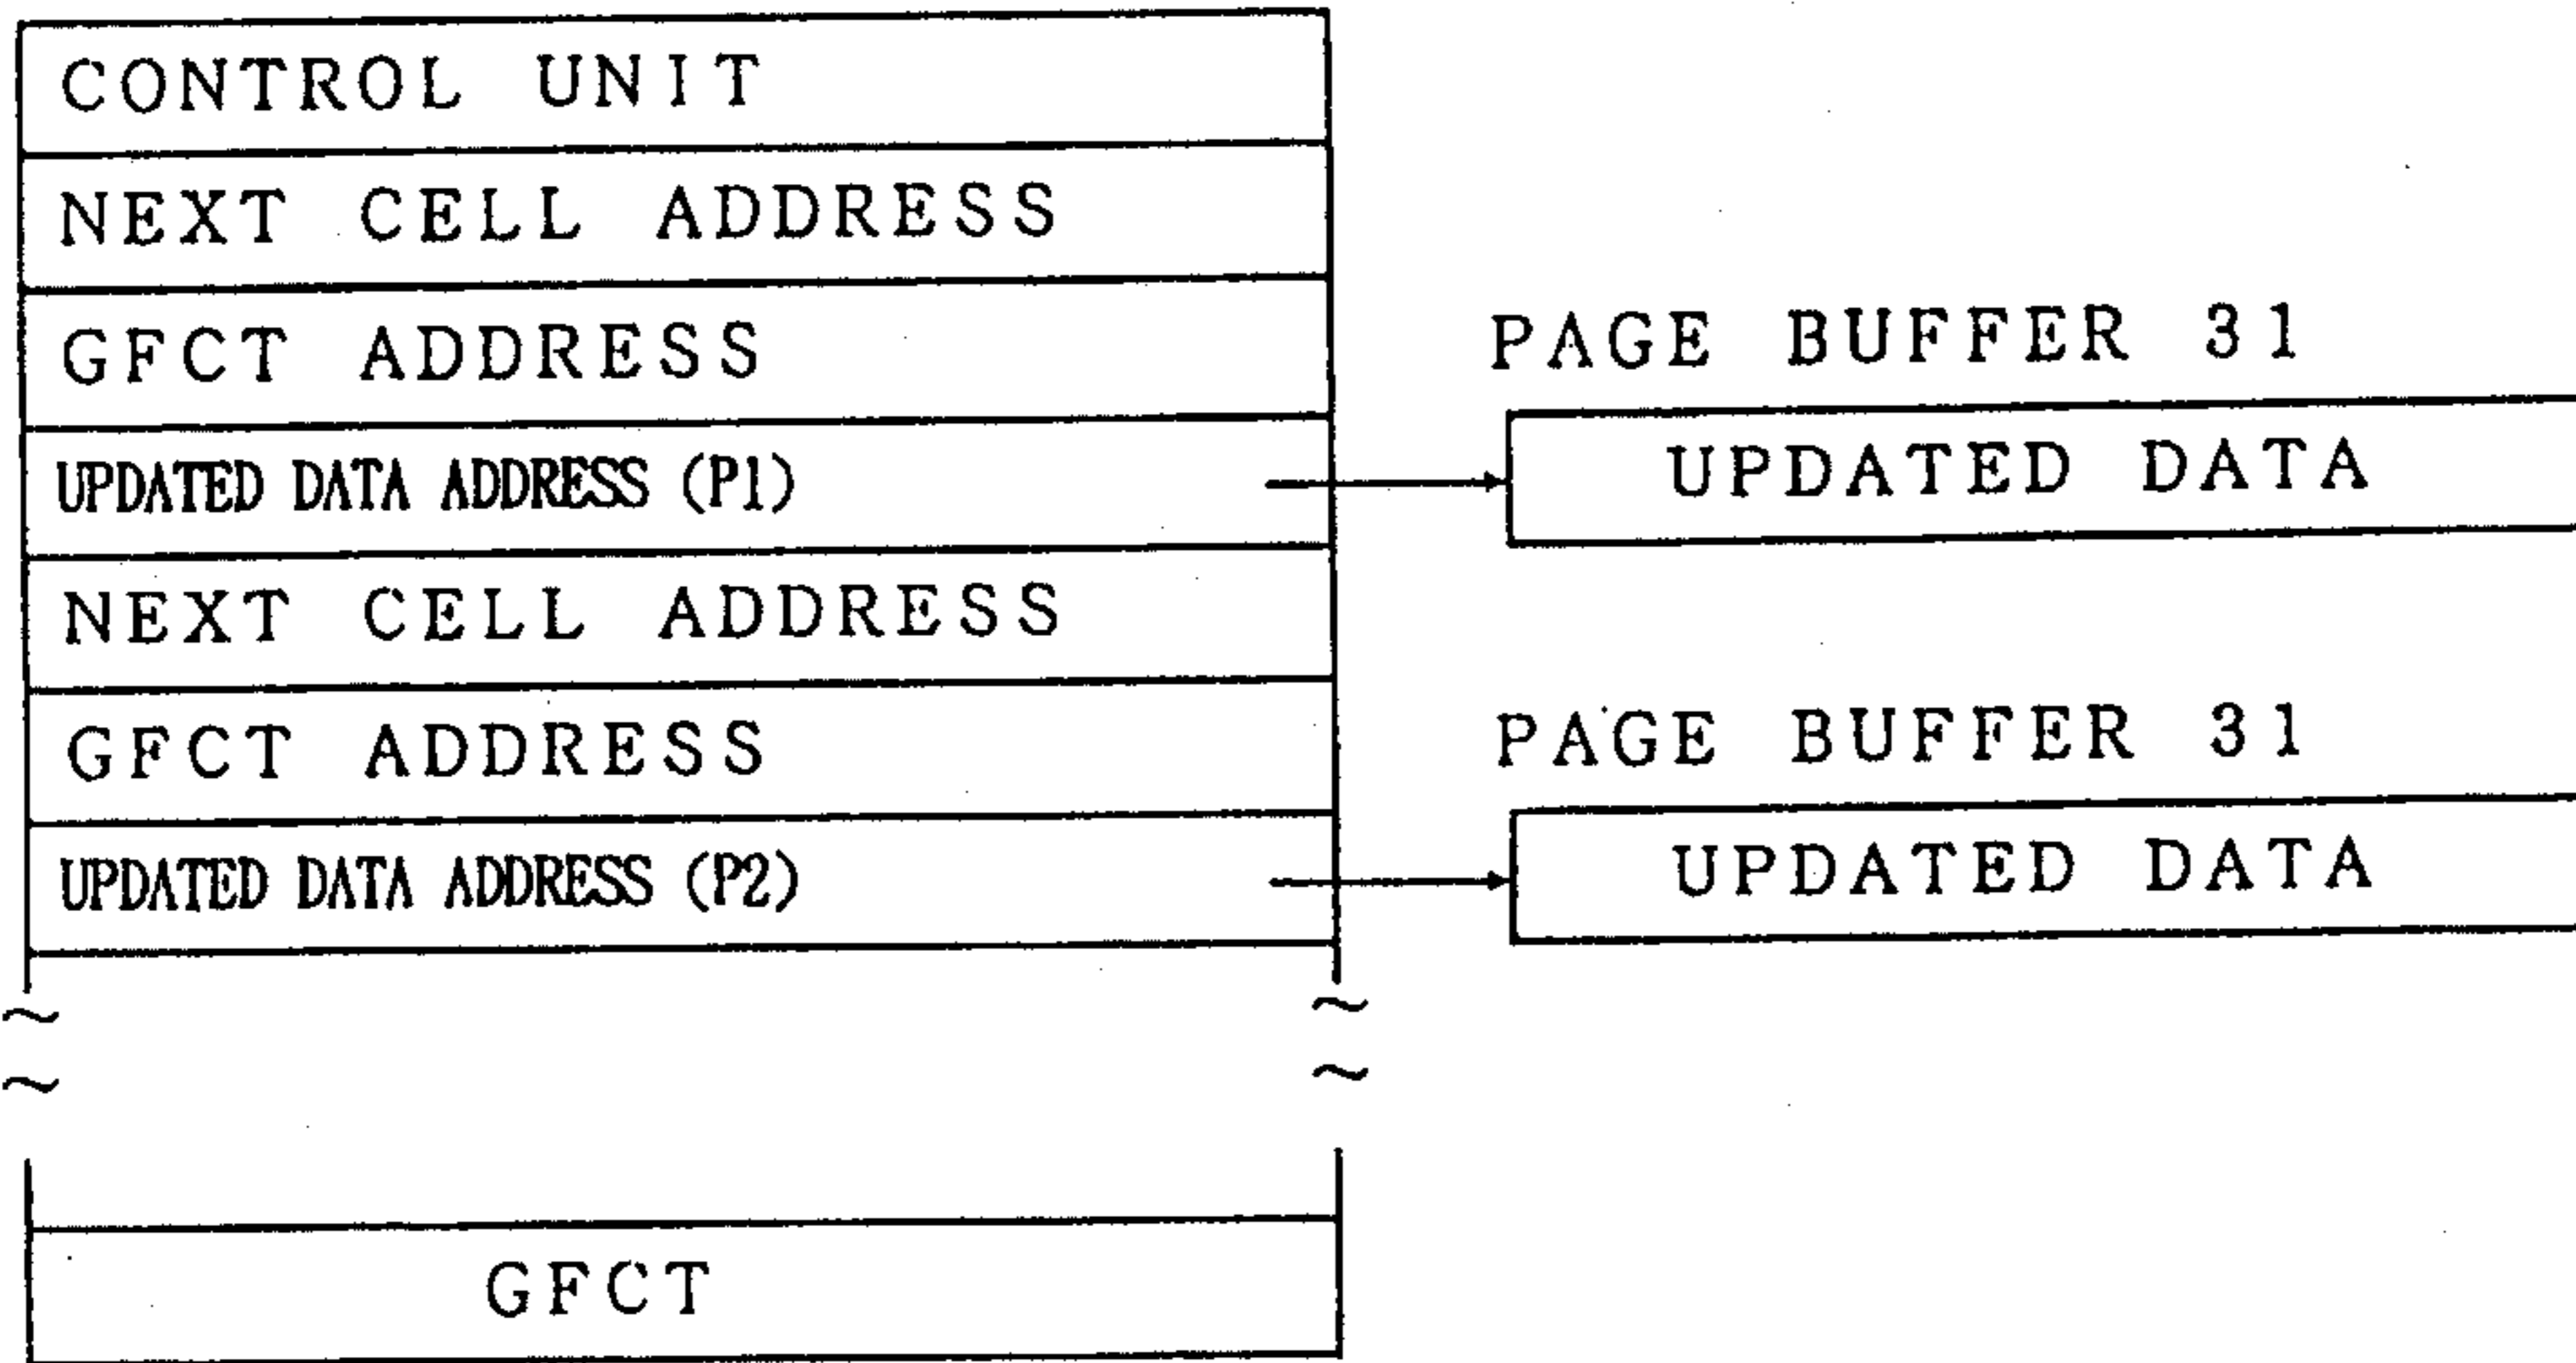 CONTROL UNIT
NEXT CELL ADDRESS
GFCT ADDRESS
PAGE BUFFER 31
UPDATED DATA ADDRESS (P1)
UPDATED DATA
NEXT CELL ADDRESS
GFCT ADDRESS
PAGE BUFFER 31
UPDATED DATA ADDRESS (P2)
UPDATED DATA
GFCT